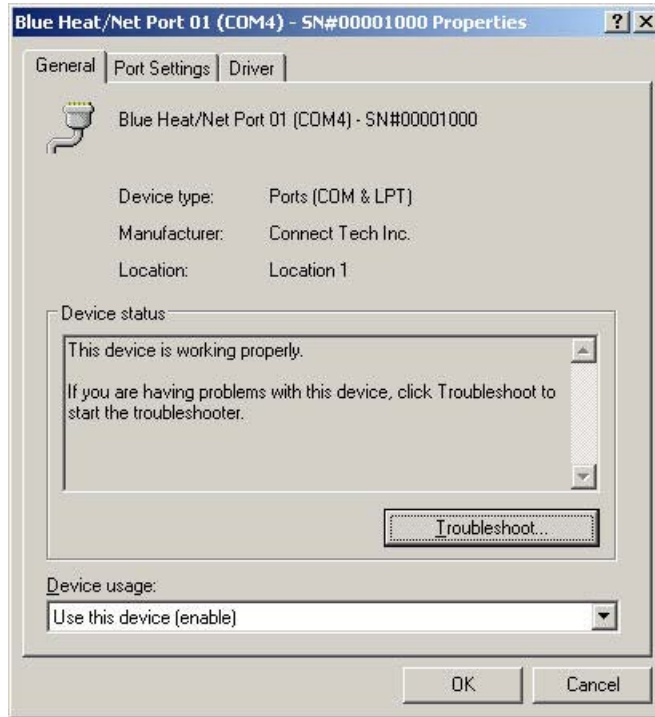 Blue Heat/Net Port 01 (COM4) - SN#00001000 Properties
General
Port Settings
Driver
Blue Heat/Net Port 01 (COM4) - SN#00001000
Device type: Ports (COM & LPT)
Manufacturer: Connect Tech Inc.
Location: Location 1
Device status
This device is working properly.
If you are having problems with this device, click Troubleshoot to
start the troubleshooter.
Troubleshoot...
Device usage:
Use this device (enable)
OK
Cancel